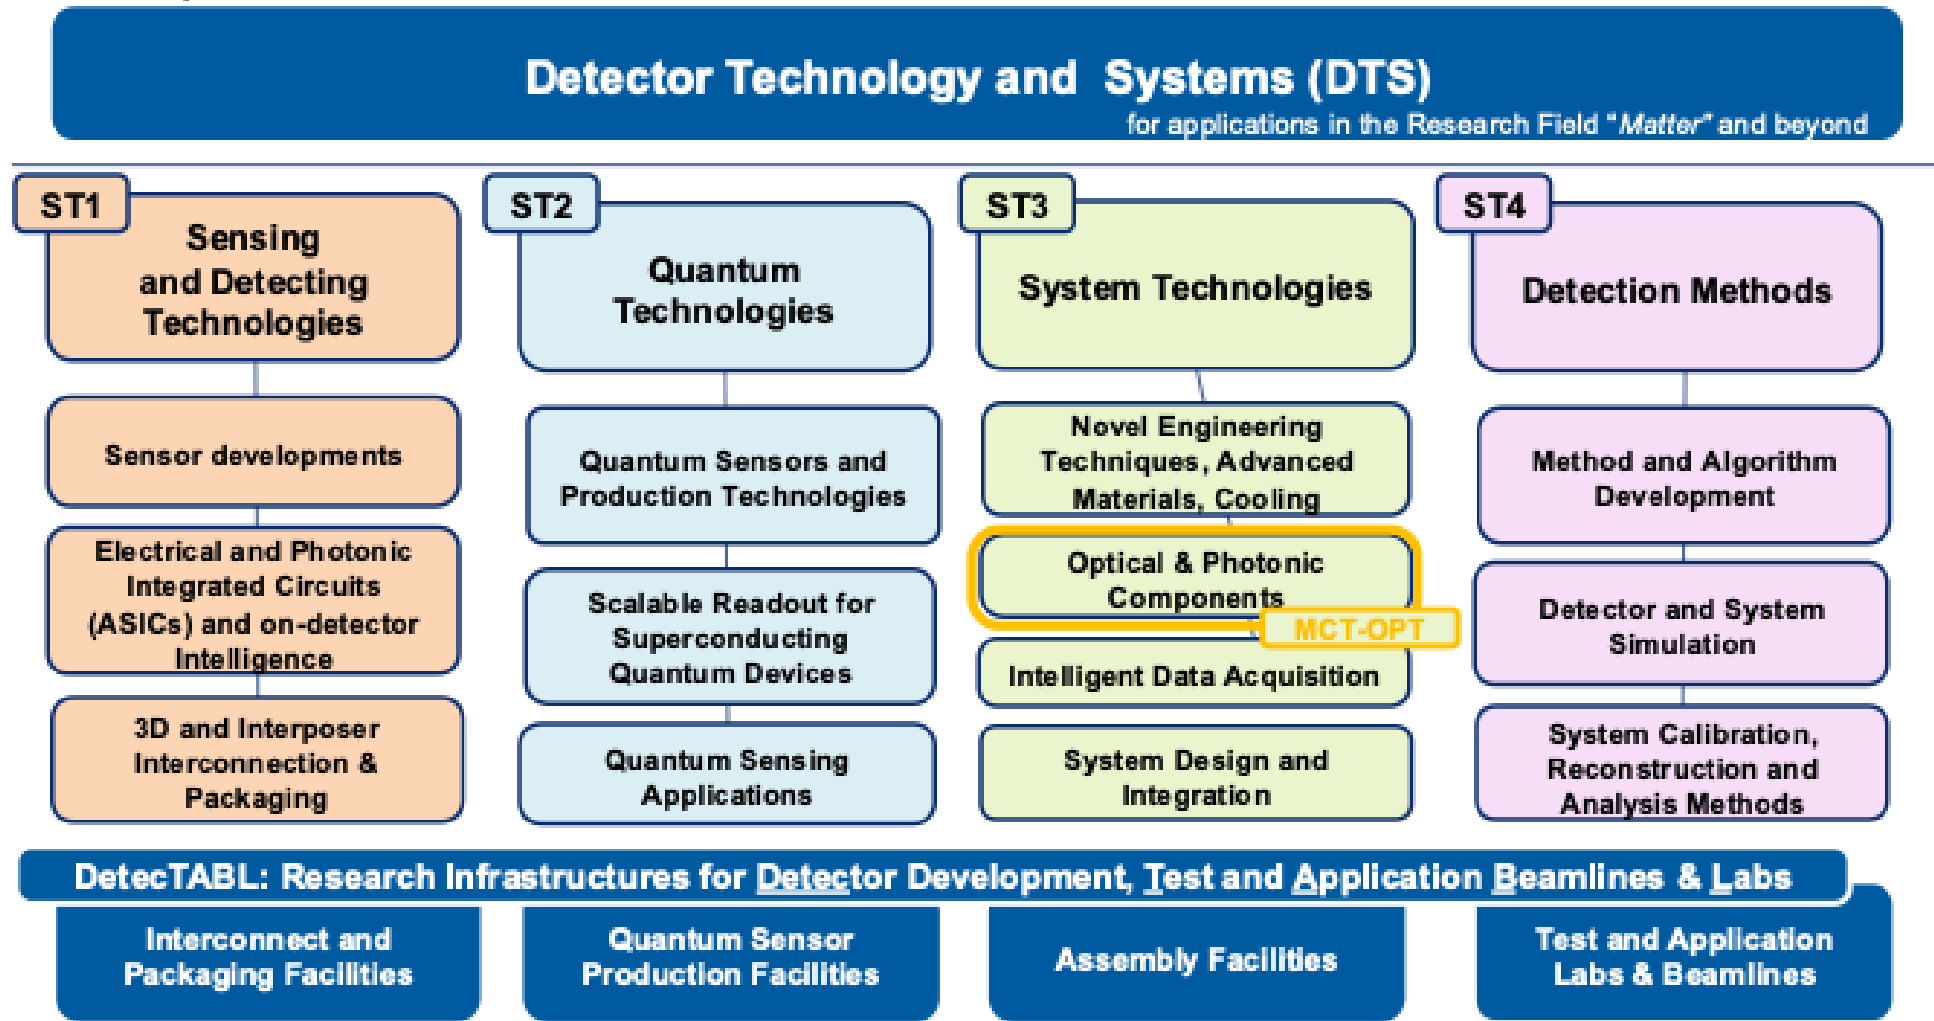 Detector Technology and Systems (DTS)
for applications in the Research Field "Matter" and beyond
ST1
Sensing
and Detecting
Technologies
Sensor developments
Electrical and Photonic
Integrated Circuits
(ASICs) and on-detector
Intelligence
3D and Interposer
Interconnection &
Packaging
ST2
Quantum
Technologies
Quantum Sensors and
Production Technologies
Scalable Readout for
Superconducting
Quantum Devices
Quantum Sensing
Applications
ST3
System Technologies
Novel Engineering
Techniques, Advanced
Materials, Cooling
Optical & Photonic
Components
MCT-OPT
Intelligent Data Acquisition
System Design and
Integration
ST4
Detection Methods
Method and Algorithm
Development
Detector and System
Simulation
System Calibration,
Reconstruction and
Analysis Methods
DetecTABL: Research Infrastructures for Detector Development, Test and Application Beamlines & Labs
Interconnect and
Packaging Facilities
Quantum Sensor
Production Facilities
Assembly Facilities
Test and Application
Labs & Beamlines